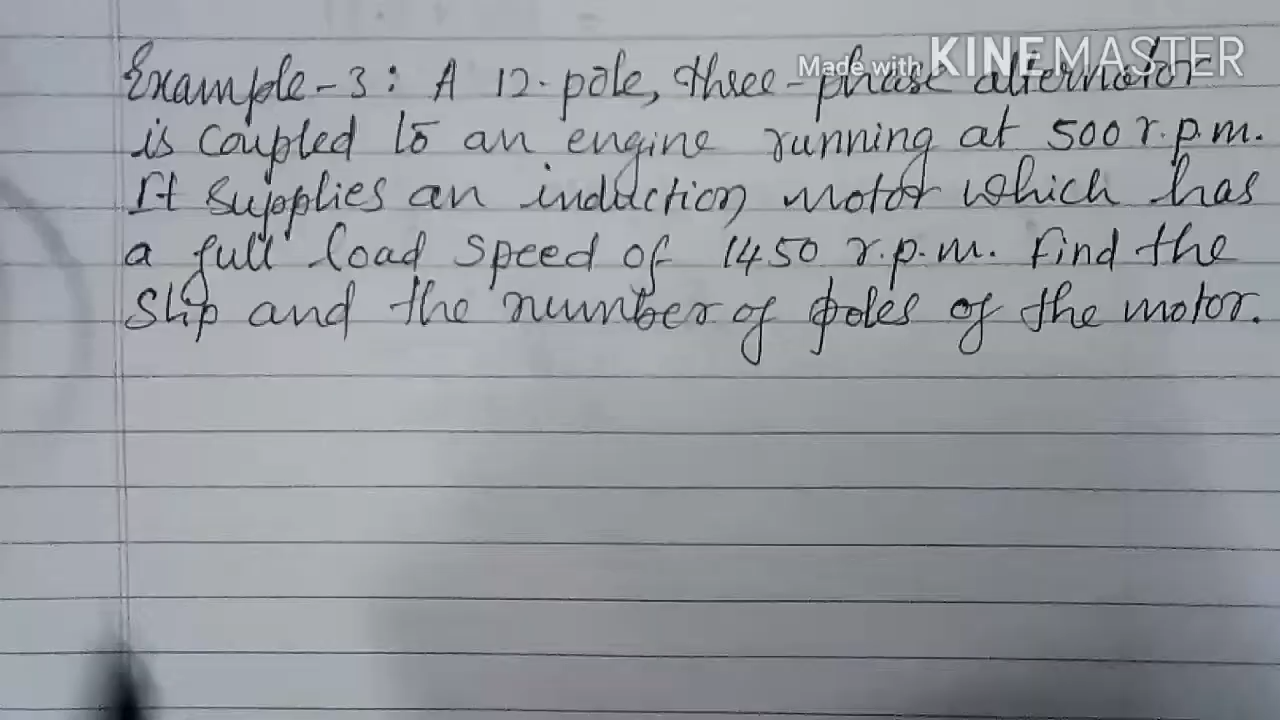 Made with KINEMASTER
Example-3: A 12-pole, three-phase alternator
is coupled to an engine running at 500 r.p.m.
It supplies an induction motor which has
a full load speed of 1450 r.p.m. Find the
slip and the number of poles of the motor.